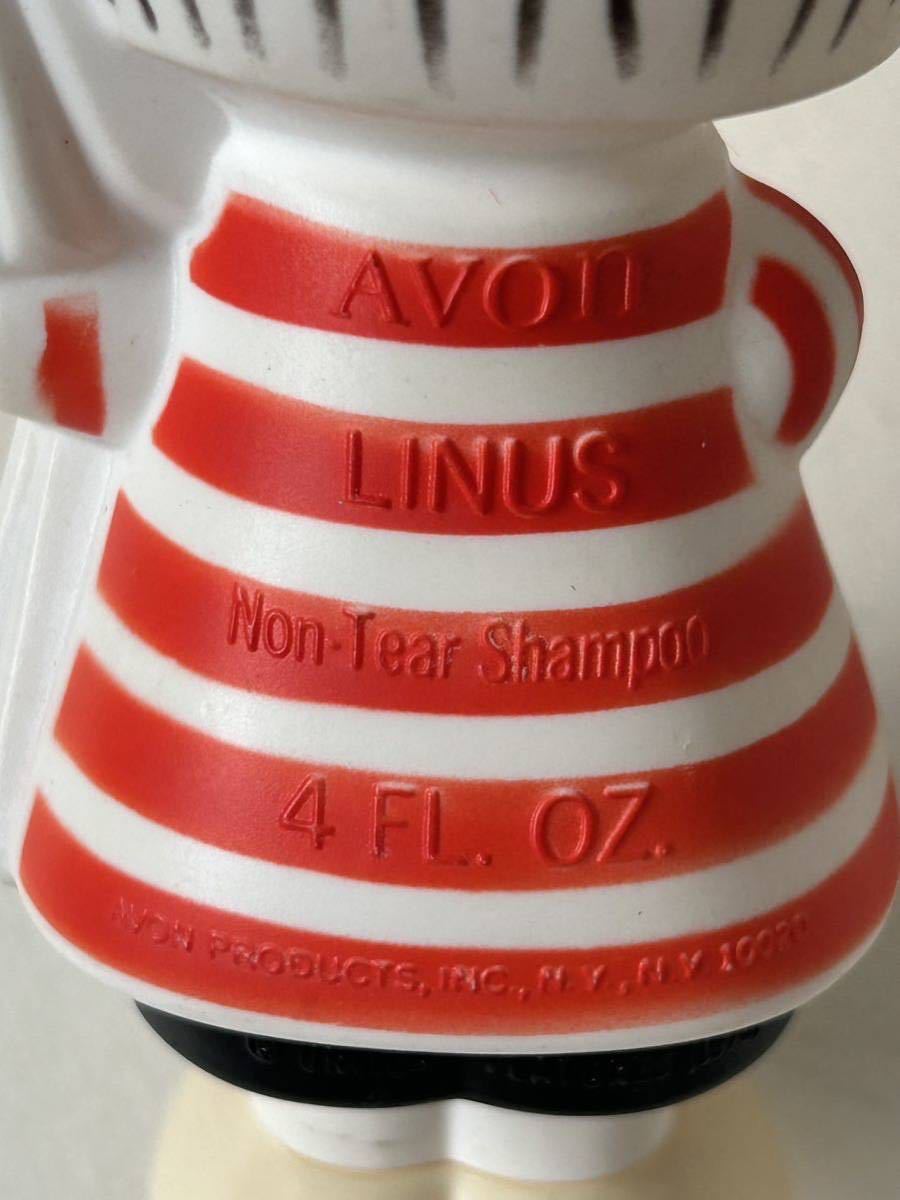 AVON
LINUS
Non-Tear Shampoo
4 FL. OZ.
AVON PRODUCTS, INC., N.Y., N.Y. 10020